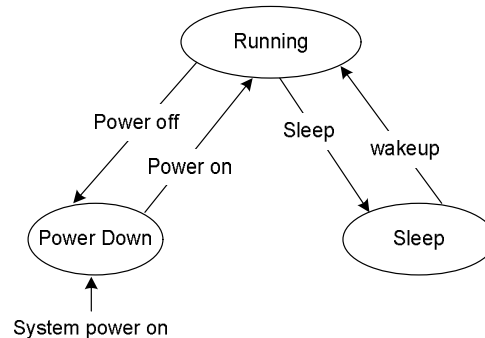 Running
Power off
Sleep
Power on
wakeup
Power Down
Sleep
System power on